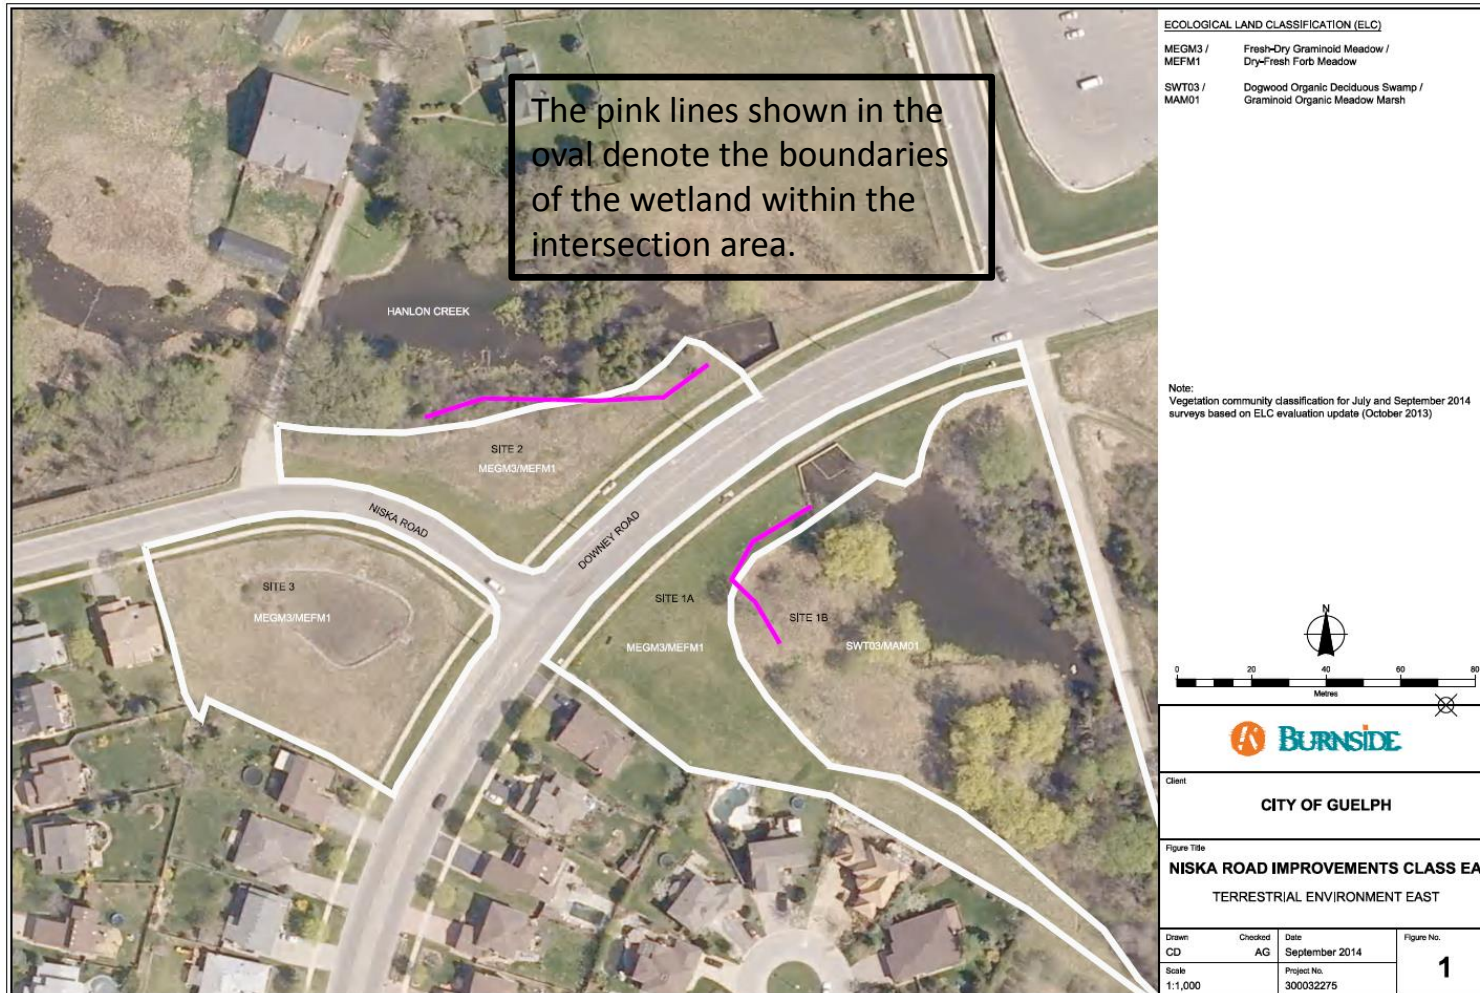 The pink lines shown in the
oval denote the boundaries
of the wetland within the
intersection area.
HANLON CREEK
SITE 2
MEGM3/MEFM1
NISKA ROAD
DOWNEY ROAD
SITE 3
MEGM3/MEFM1
SITE 1A
MEGM3/MEFM1
SITE 1B
SWT03/MAM01
ECOLOGICAL LAND CLASSIFICATION (ELC)
MEGM3 / Fresh-Dry Graminoid Meadow /
MEFM1 Dry-Fresh Forb Meadow
SWT03 / Dogwood Organic Deciduous Swamp /
MAM01 Graminoid Organic Meadow Marsh
Note:
Vegetation community classification for July and September 2014
surveys based on ELC evaluation update (October 2013)
N
0 20 40 60 80
Metres
BURNSIDE
Client
CITY OF GUELPH
Figure Title
NISKA ROAD IMPROVEMENTS CLASS EA
TERRESTRIAL ENVIRONMENT EAST
Drawn Checked Date Figure No.
CD AG September 2014 1
Scale Project No.
1:1,000 300032275